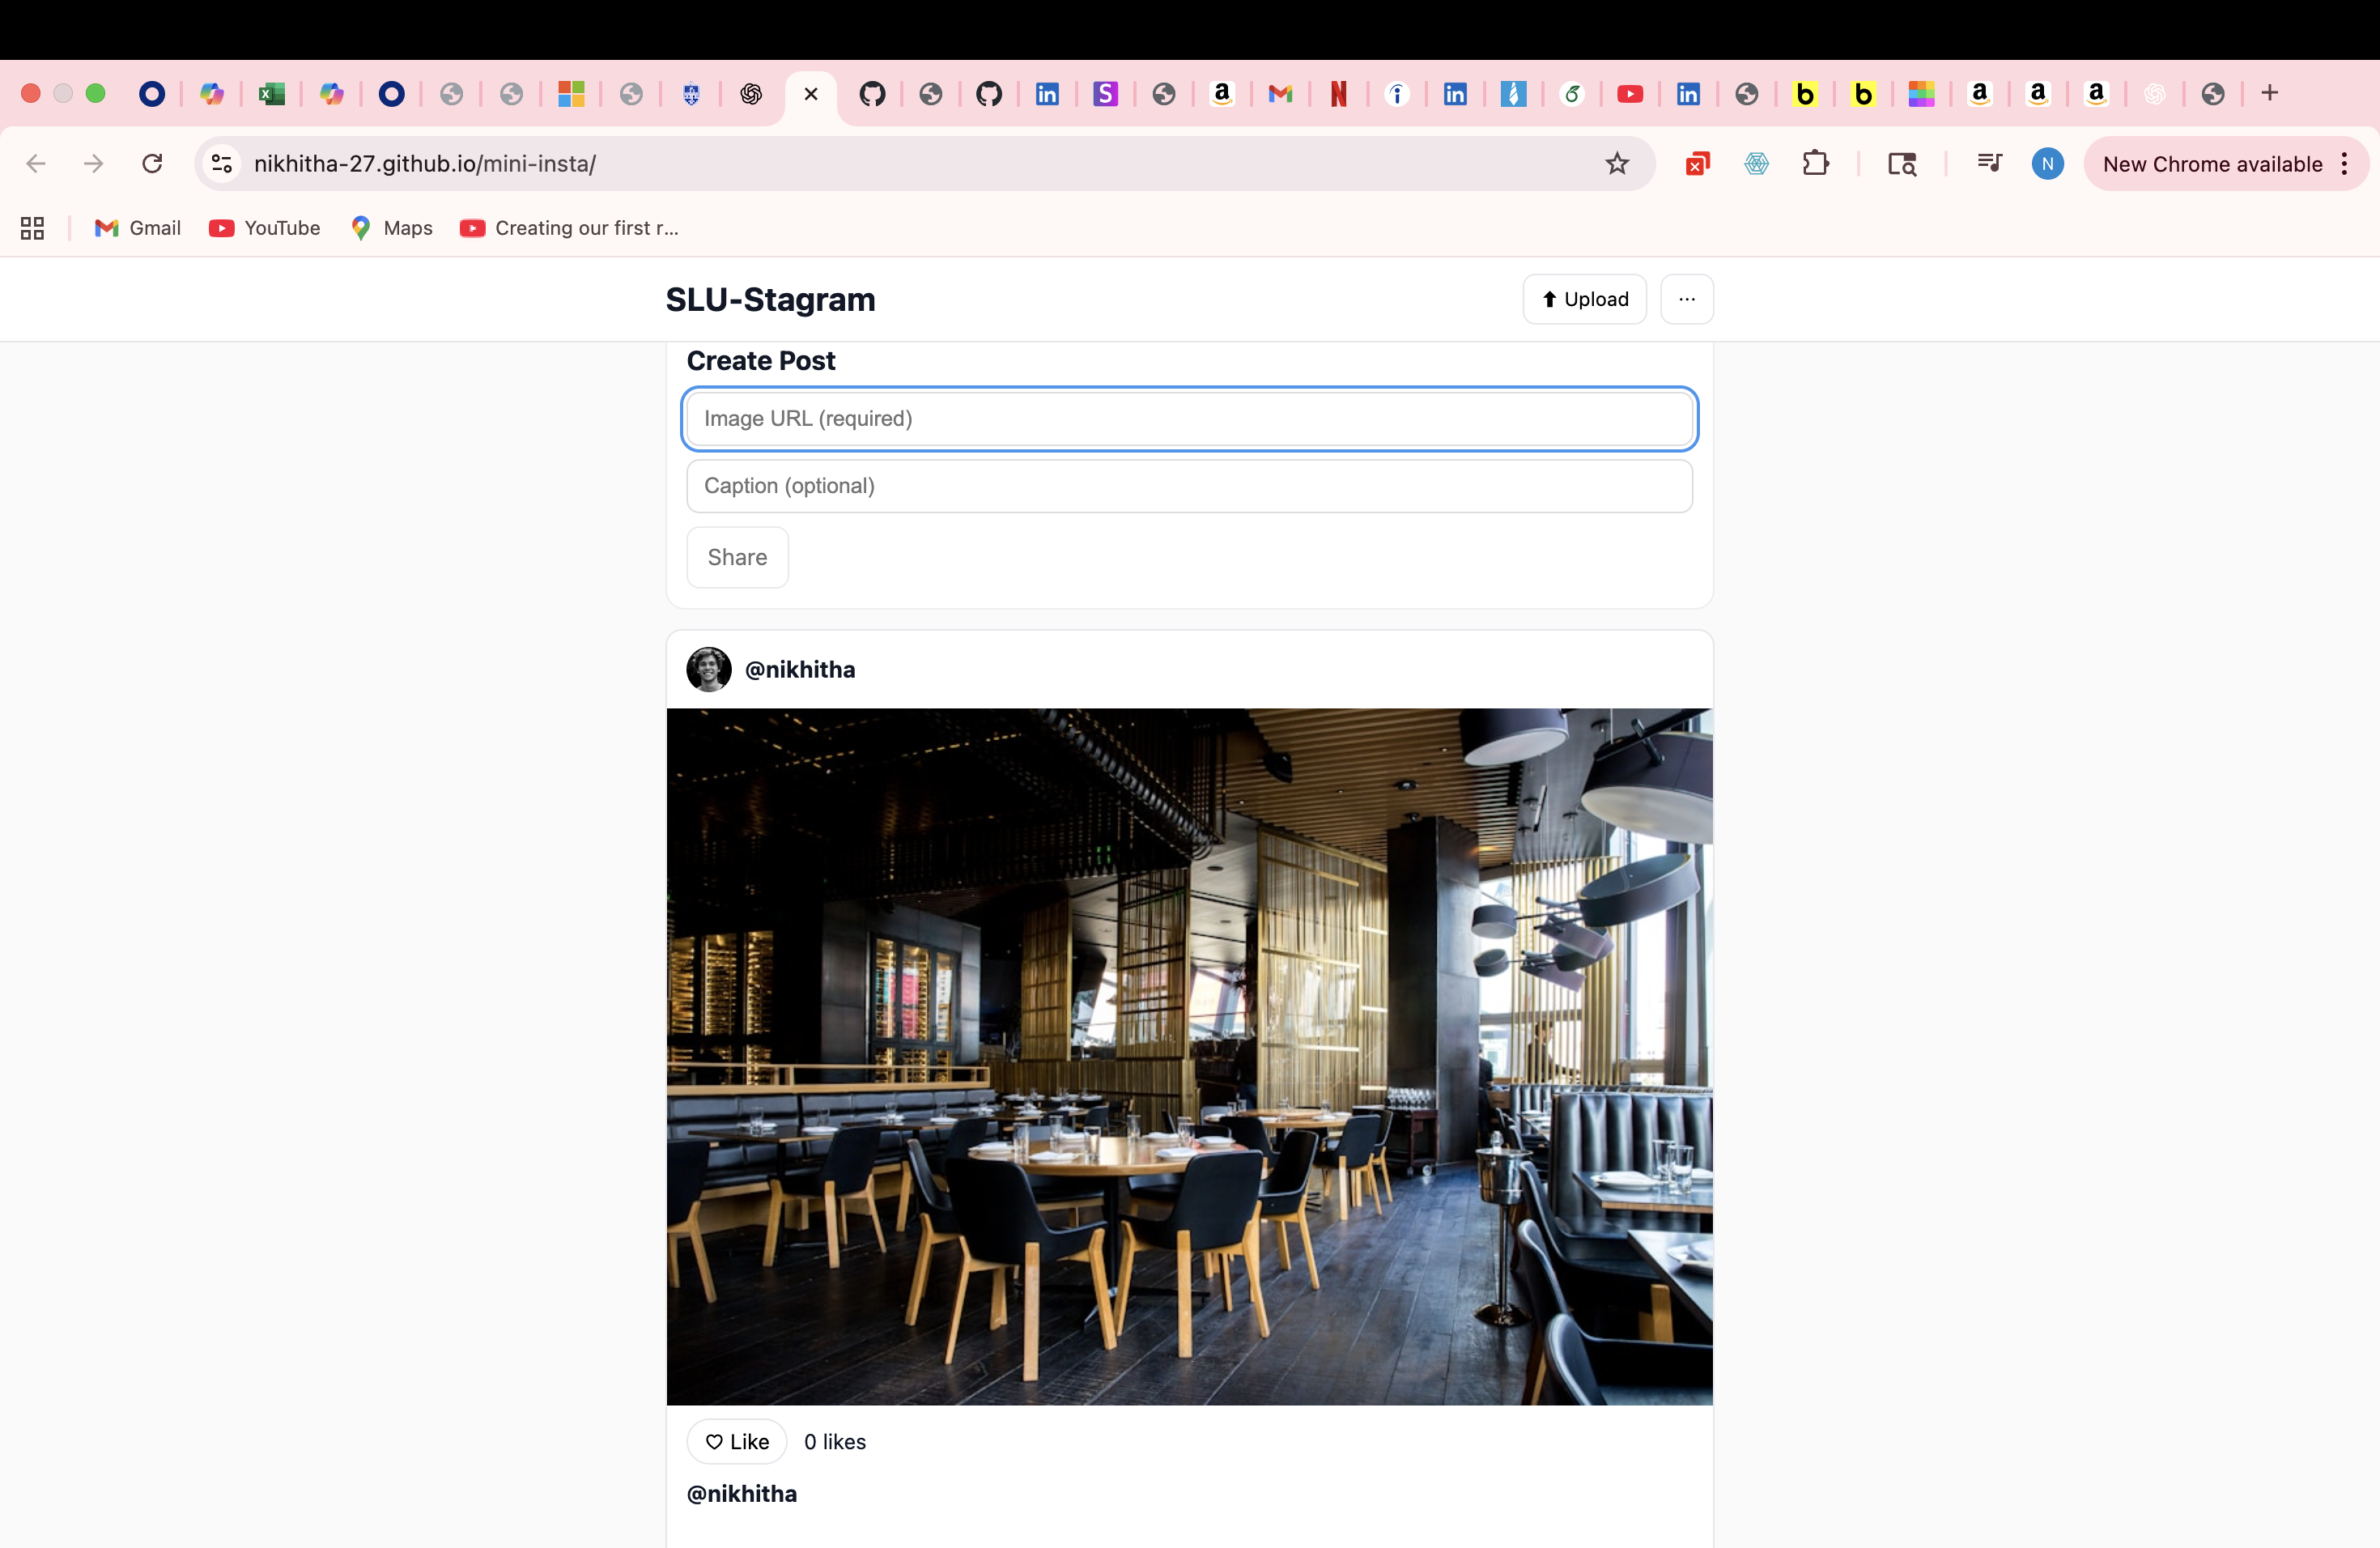 nikhitha-27.github.io/mini-insta/
New Chrome available
Gmail
YouTube
Maps
Creating our first r...
SLU-Stagram
Upload
...
Create Post
Image URL (required)
Caption (optional)
Share
@nikhitha
Like
0 likes
@nikhitha